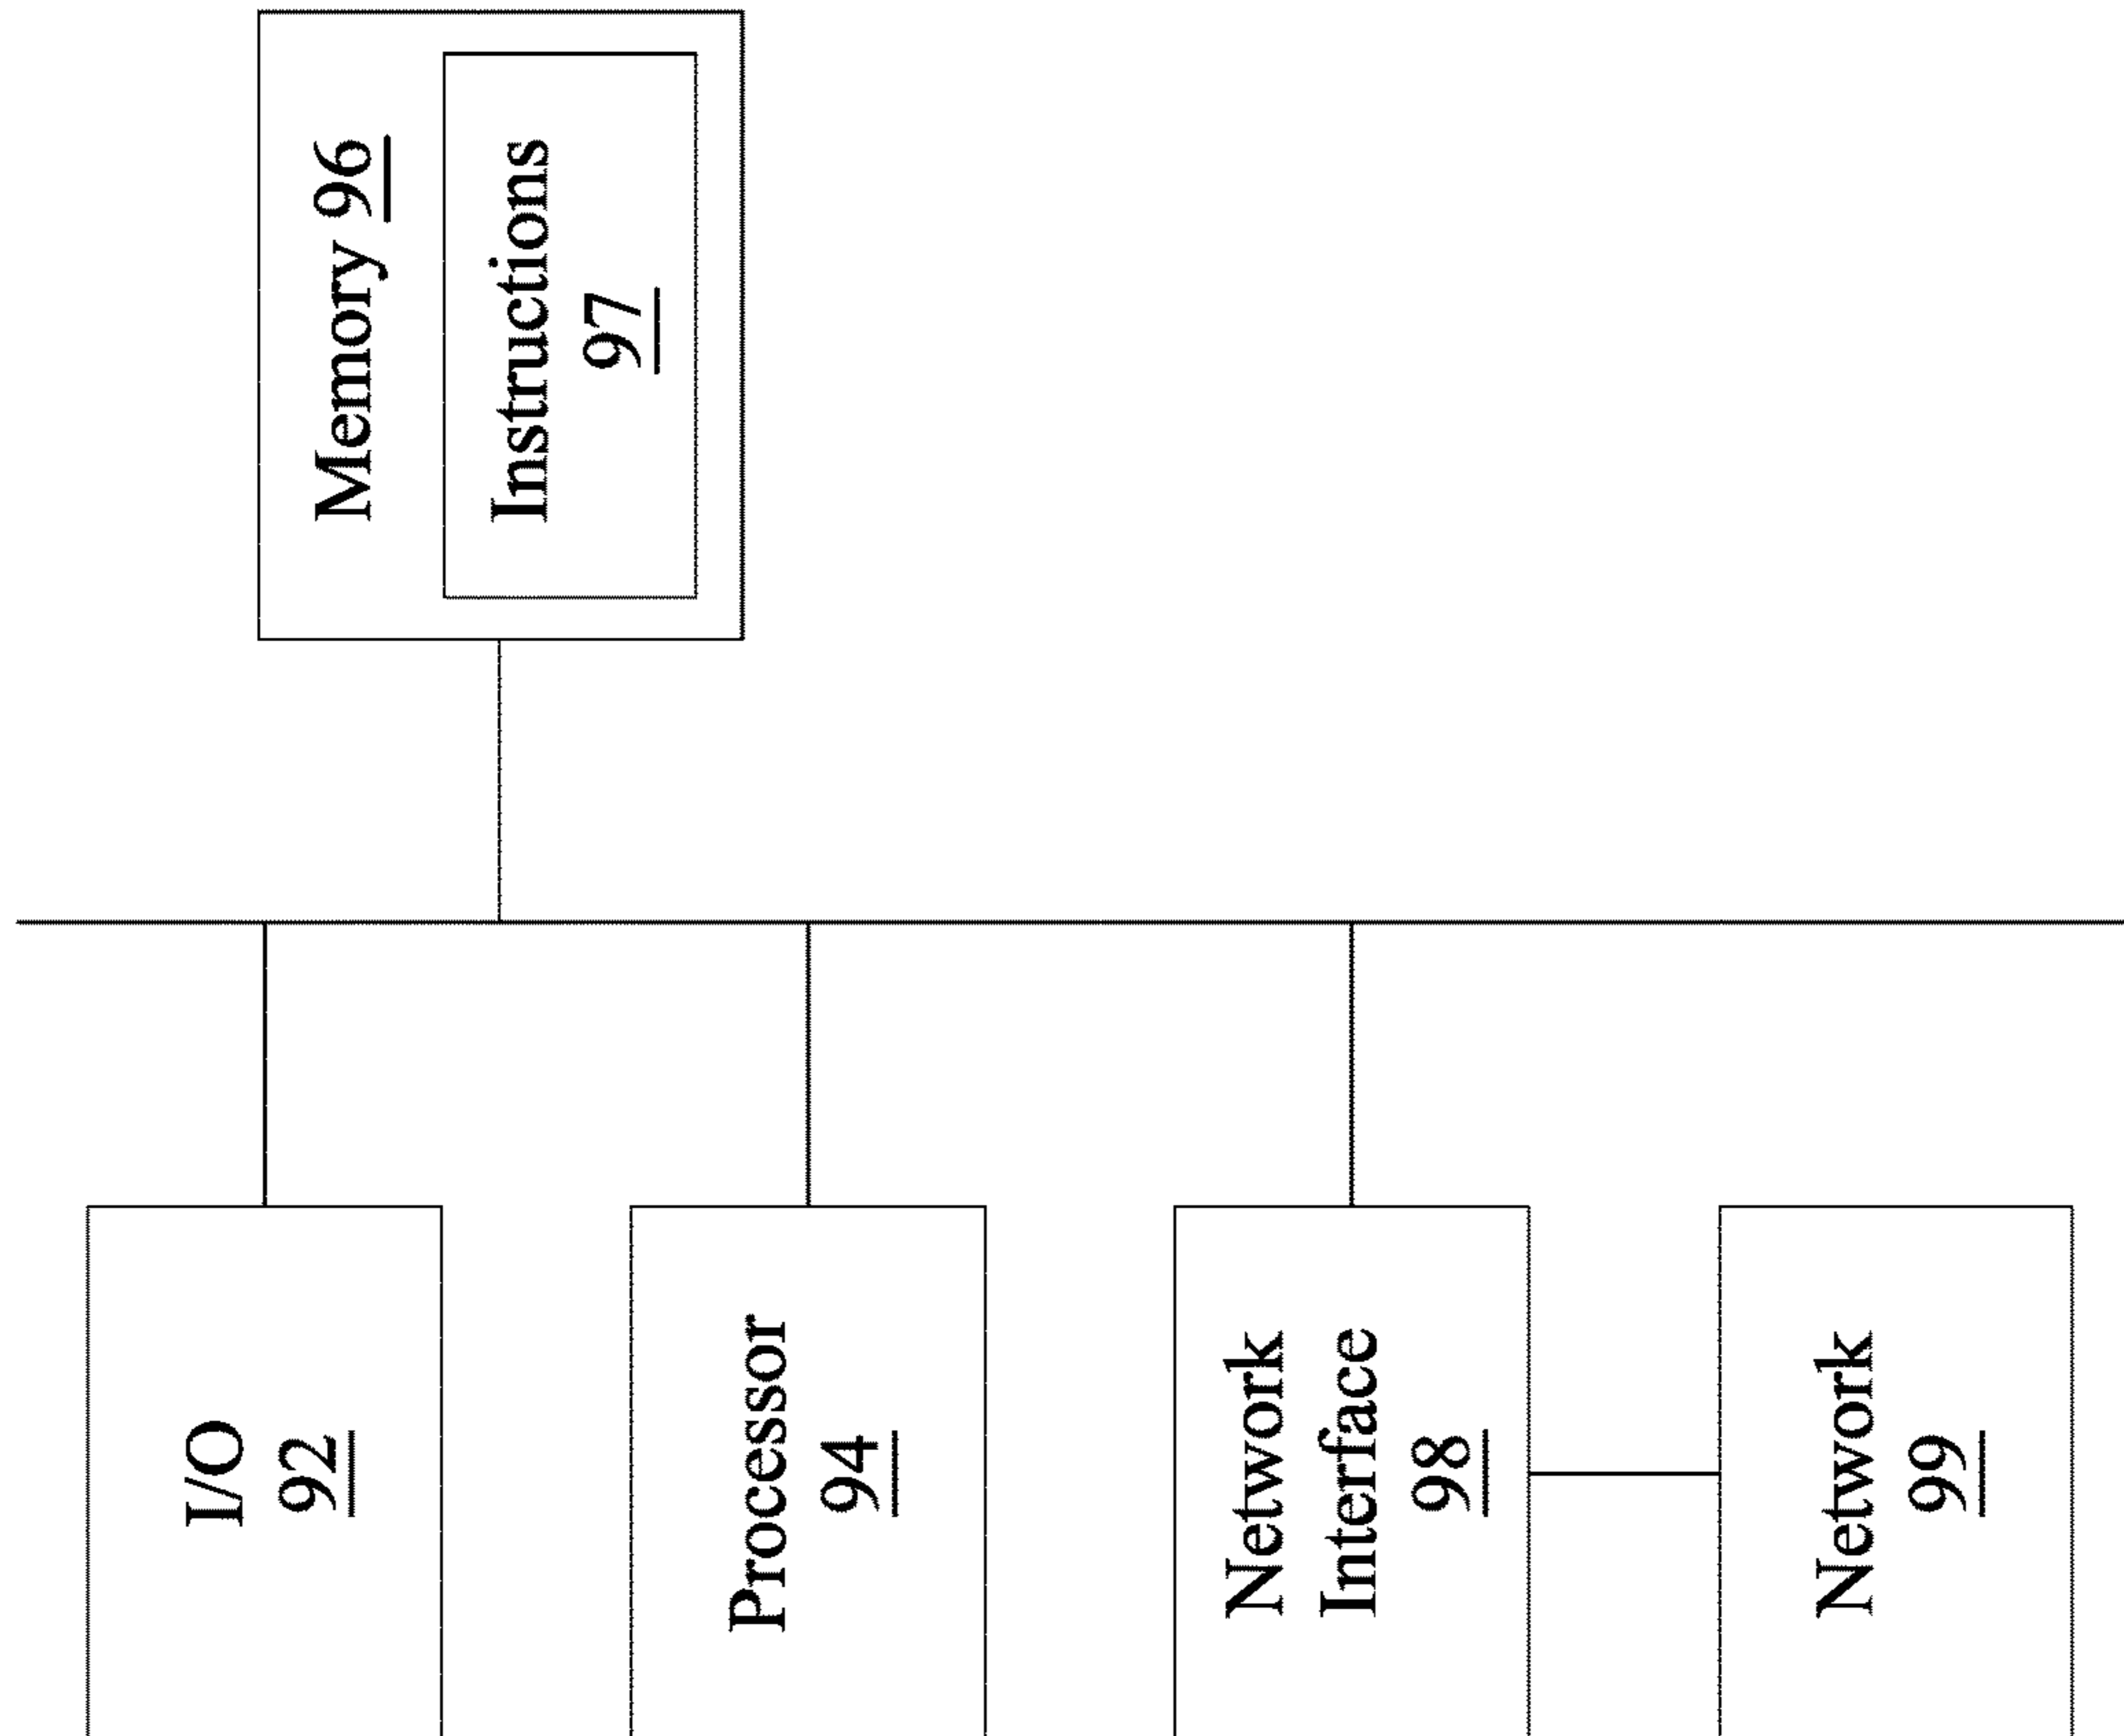 Memory 96
Instructions
97
I/O
92
Processor
94
Network
Interface
98
Network
99